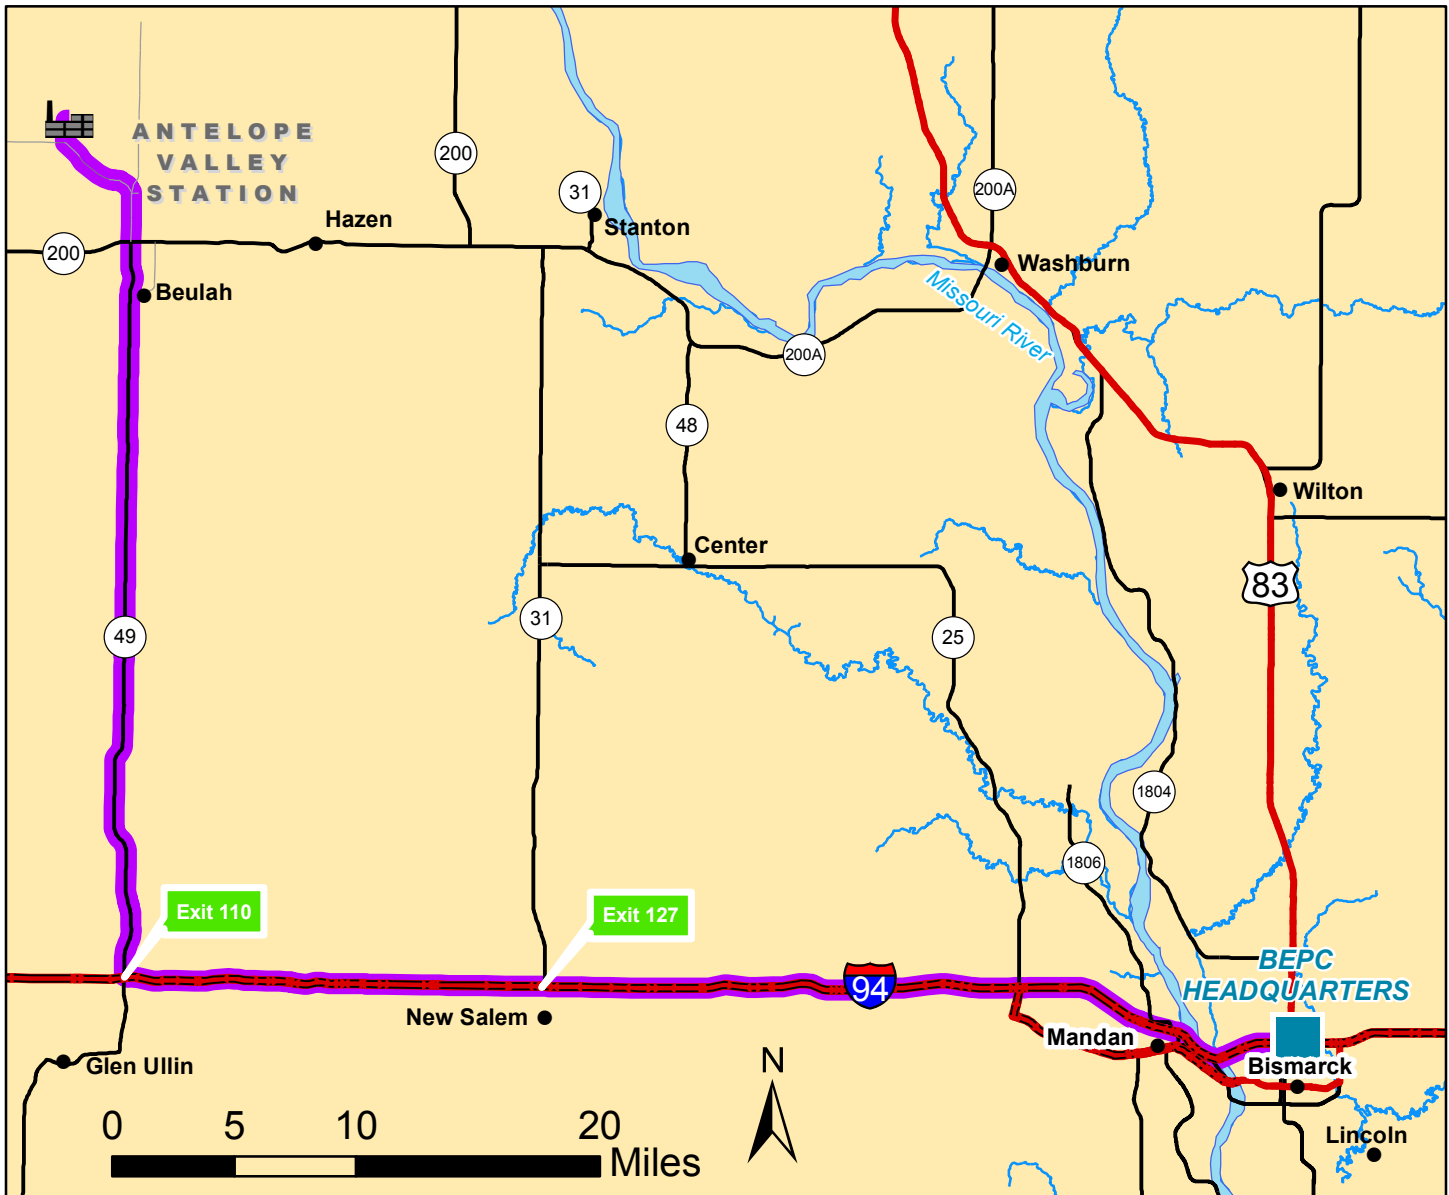 ANTELOPE
VALLEY
STATION
200
31
Stanton
200A
Hazen
200
Washburn
Beulah
Missouri River
200A
48
Wilton
Center
83
49
31
25
1804
1806
Exit 110
Exit 127
BEPC
HEADQUARTERS
94
New Salem
Mandan
Glen Ullin
Bismarck
N
0 5 10 20
Miles
Lincoln